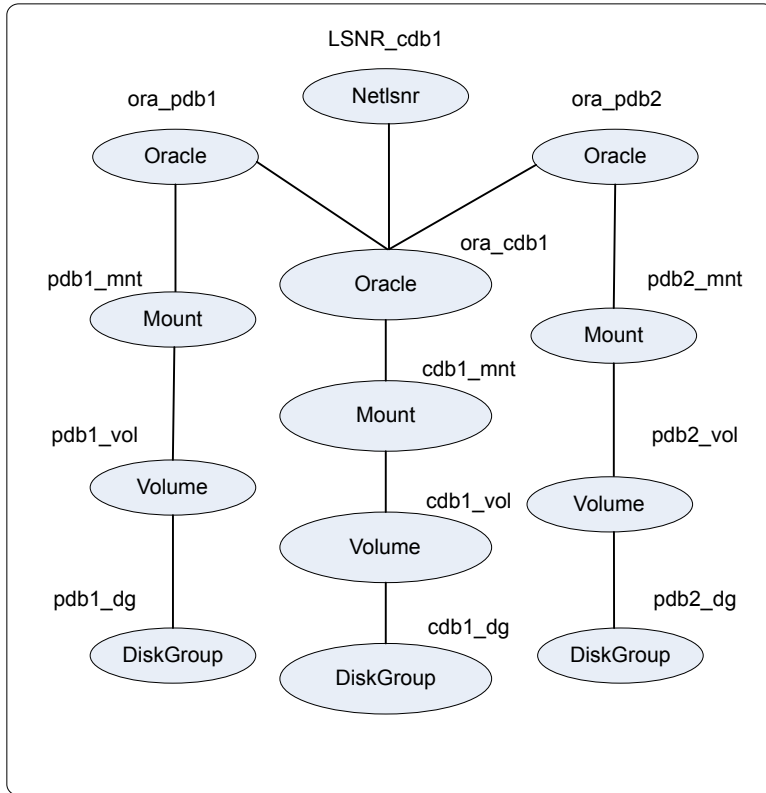 LSNR_cdb1
Netlsnr
ora_pdb1
ora_pdb2
Oracle
Oracle
ora_cdb1
Oracle
pdb1_mnt
pdb2_mnt
Mount
Mount
cdb1_mnt
Mount
pdb1_vol
pdb2_vol
Volume
cdb1_vol
Volume
Volume
pdb1_dg
pdb2_dg
cdb1_dg
DiskGroup
DiskGroup
DiskGroup